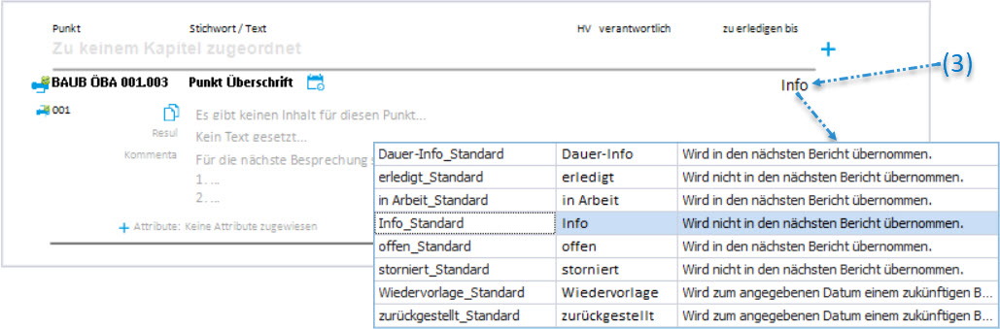 Punkt Stichwort / Text HV verantwortlich zu erledigen bis
Zu keinem Kapitel zugeordnet
(3)
BAUB ÖBA 001.003 Punkt Überschrift Info
001 Es gibt keinen Inhalt für diesen Punkt...
Resul Kein Text gesetzt...
Kommenta Für die nächste Besprechung s
1. ...
2. ...
Attribute: Keine Attribute zugewiesen
Dauer-Info_Standard Dauer-Info Wird in den nächsten Bericht übernommen.
erledigt_Standard erledigt Wird nicht in den nächsten Bericht übernommen.
in Arbeit_Standard in Arbeit Wird in den nächsten Bericht übernommen.
Info_Standard Info Wird nicht in den nächsten Bericht übernommen.
offen_Standard offen Wird in den nächsten Bericht übernommen.
storniert_Standard storniert Wird nicht in den nächsten Bericht übernommen.
Wiedervorlage_Standard Wiedervorlage Wird zum angegebenen Datum einem zukünftigen B...
zurückgestellt_Standard zurückgestellt Wird zum angegebenen Datum einem zukünftigen B...